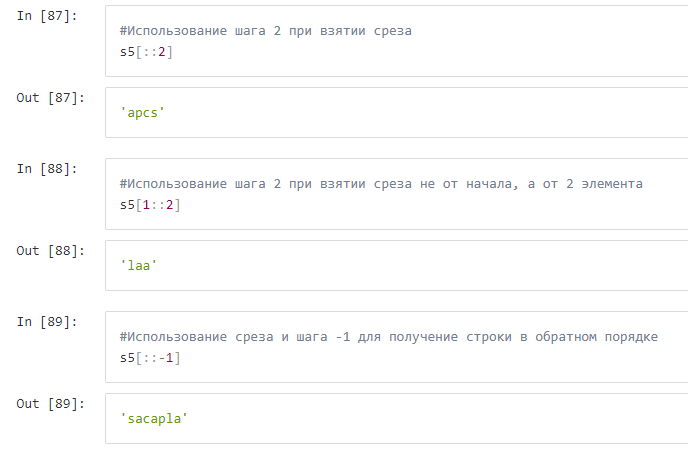 In [87]:
#Использование шага 2 при взятии среза
s5[::2]
Out [87]:
'apcs'
In [88]:
#Использование шага 2 при взятии среза не от начала, а от 2 элемента
s5[1::2]
Out [88]:
'laa'
In [89]:
#Использование среза и шага -1 для получение строки в обратном порядке
s5[::-1]
Out [89]:
'sacapla'